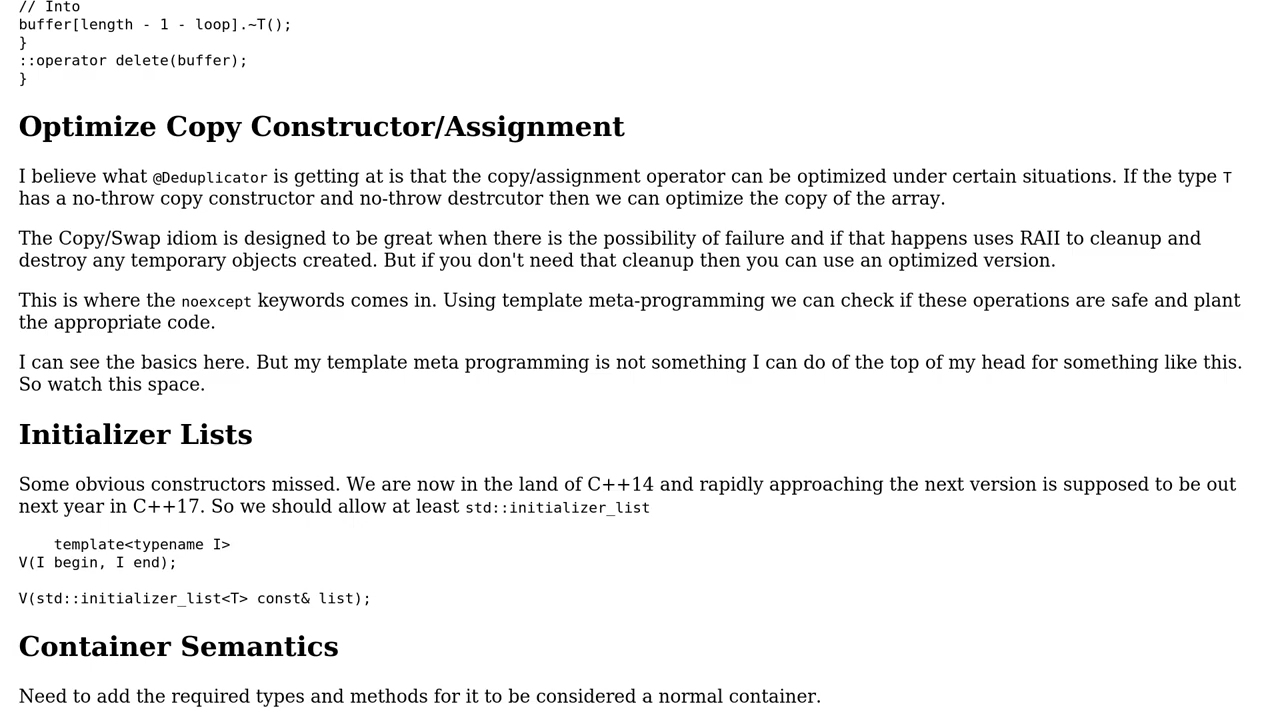 // Into
buffer[length - 1 - loop].~T();
}
::operator delete(buffer);
}
Optimize Copy Constructor/Assignment
I believe what @Deduplicator is getting at is that the copy/assignment operator can be optimized under certain situations. If the type T
has a no-throw copy constructor and no-throw destrcutor then we can optimize the copy of the array.
The Copy/Swap idiom is designed to be great when there is the possibility of failure and if that happens uses RAII to cleanup and
destroy any temporary objects created. But if you don't need that cleanup then you can use an optimized version.
This is where the noexcept keywords comes in. Using template meta-programming we can check if these operations are safe and plant
the appropriate code.
I can see the basics here. But my template meta programming is not something I can do of the top of my head for something like this.
So watch this space.
Initializer Lists
Some obvious constructors missed. We are now in the land of C++14 and rapidly approaching the next version is supposed to be out
next year in C++17. So we should allow at least std::initializer_list
template<typename I>
V(I begin, I end);
V(std::initializer_list<T> const& list);
Container Semantics
Need to add the required types and methods for it to be considered a normal container.